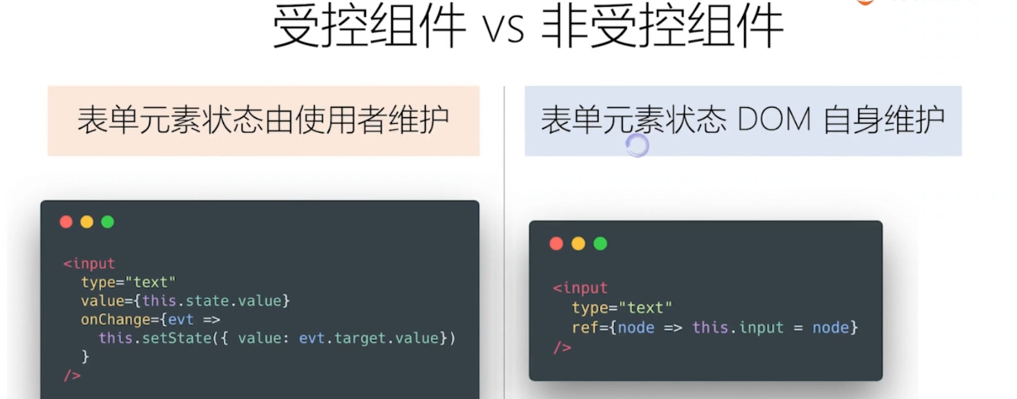 受控组件 vs 非受控组件
表单元素状态由使用者维护
<input
type="text"
value={this.state.value}
onChange={evt =>
this.setState({ value: evt.target.value})
}
/>
表单元素状态 DOM 自身维护
<input
type="text"
ref={node => this.input = node}
/>